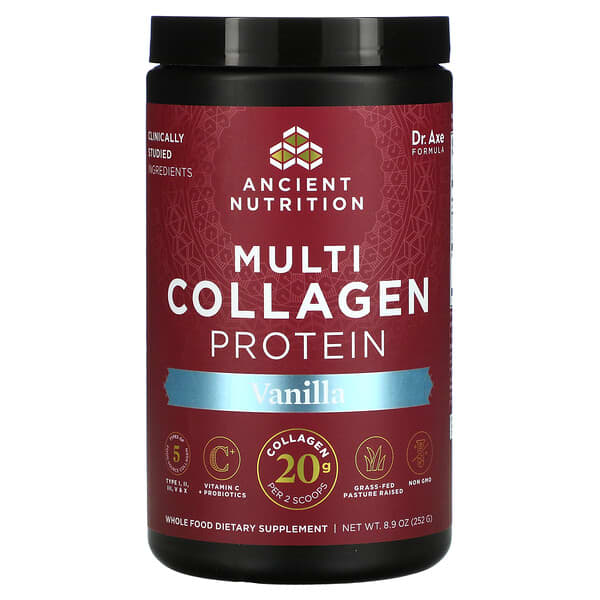 CLINICALLY
STUDIED
INGREDIENTS
Dr. Axe
FORMULA
ANCIENT
NUTRITION
MULTI
COLLAGEN
PROTEIN
Vanilla
TYPES OF
5
TYPE I, II,
III, V & X
C+
VITAMIN C
+ PROBIOTICS
COLLAGEN
20g
PER 2 SCOOPS
GRASS-FED
PASTURE RAISED
NON GMO
WHOLE FOOD DIETARY SUPPLEMENT | NET WT. 8.9 OZ (252 G)